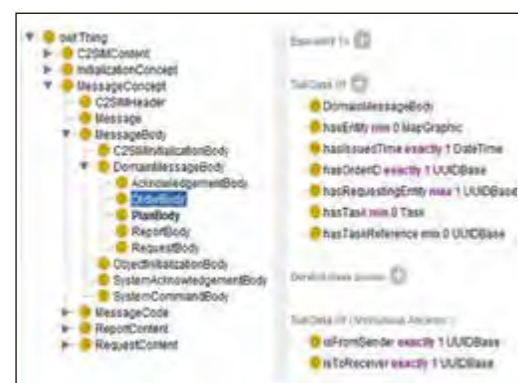 owl:Thing
C2SIMContent
InitializationConcept
MessageConcept
C2SIMHeader
Message
MessageBody
C2SIMInitializationBody
DomainMessageBody
AcknowledgementBody
OrderBody
PlanBody
ReportBody
RequestBody
ObjectInitializationBody
SystemAcknowledgementBody
SystemCommandBody
MessageCode
ReportContent
RequestContent
Equivalent To
SubClass Of
DomainMessageBody
hasEntity min 0 MapGraphic
hasIssuedTime exactly 1 DateTime
hasOrderID exactly 1 UUIDBase
hasRequestingEntity max 1 UUIDBase
hasTask min 0 Task
hasTaskReference min 0 UUIDBase
General class axioms
SubClass Of (Anonymous Ancestor)
isFromSender exactly 1 UUIDBase
isToReceiver exactly 1 UUIDBase